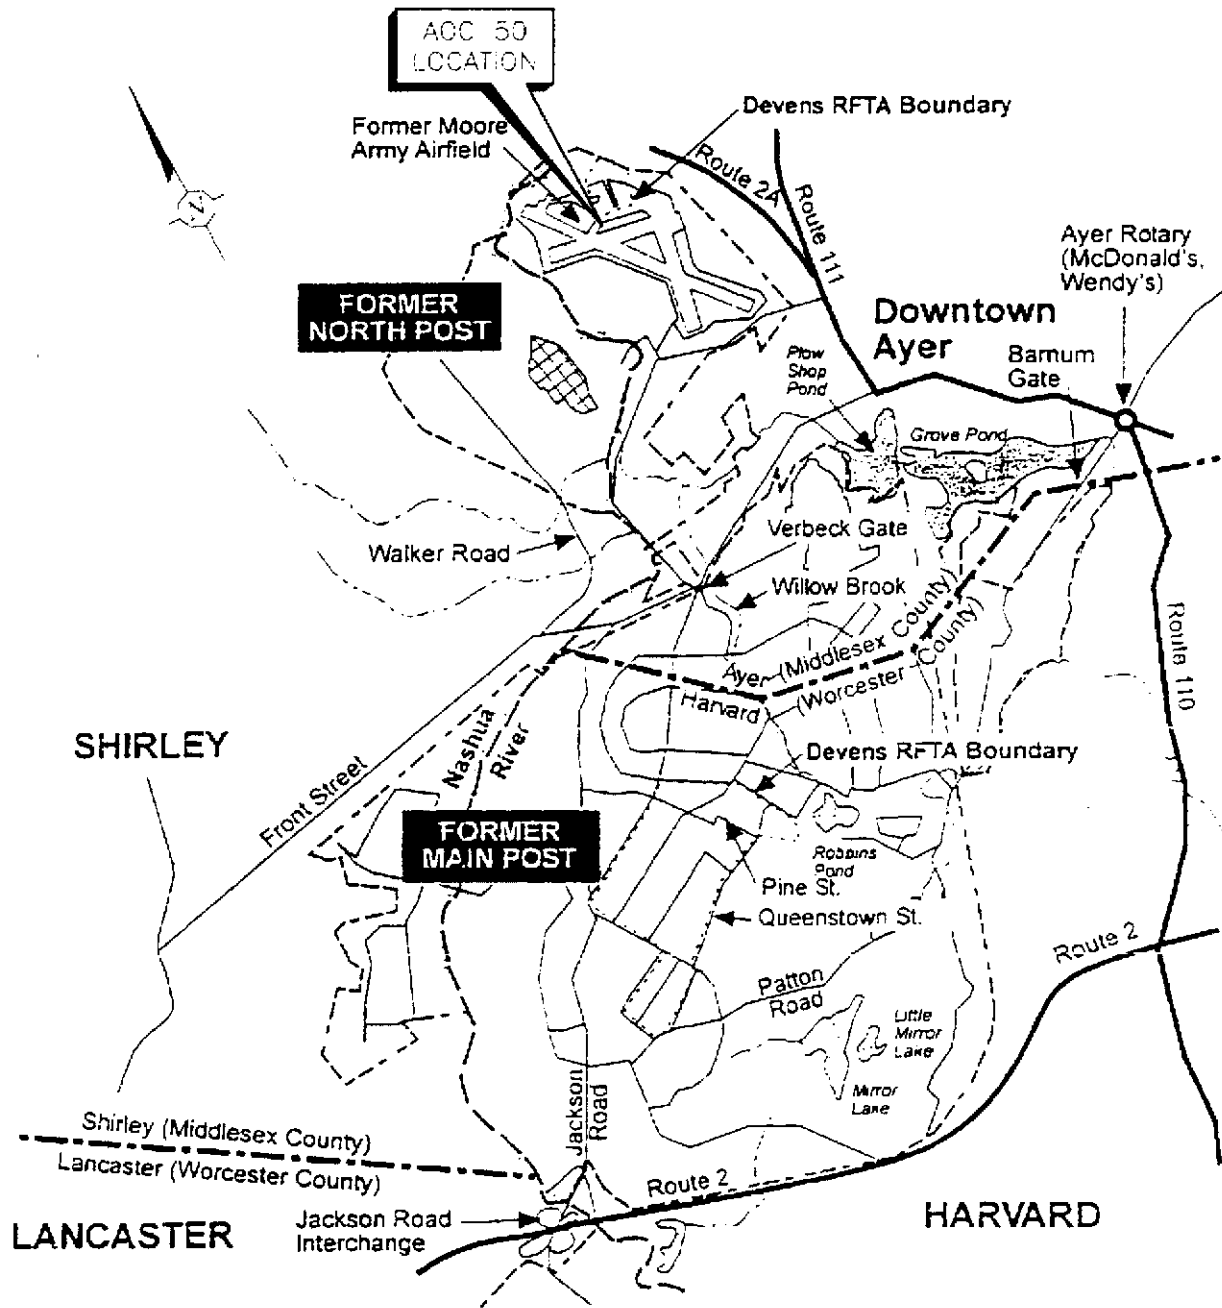 AOC 50
LOCATION
Devens RFTA Boundary
Former Moore
Army Airfield
Route 2A
Route 111
Ayer Rotary
(McDonald's,
Wendy's)
FORMER
NORTH POST
Downtown
Ayer
Barnum
Gate
Plow
Shop
Pond
Grove Pond
Walker Road
Verbeck Gate
Willow Brook
Ayer (Middlesex County)
Harvard (Worcester County)
Route 110
SHIRLEY
Nashua
River
Front Street
Devens RFTA Boundary
FORMER
MAIN POST
Robbins
Pond
Pine St.
Queenstown St.
Route 2
Patton
Road
Little
Mirror
Lake
Mirror
Lake
Jackson
Road
Shirley (Middlesex County)
Lancaster (Worcester County)
Route 2
LANCASTER
Jackson Road
Interchange
HARVARD